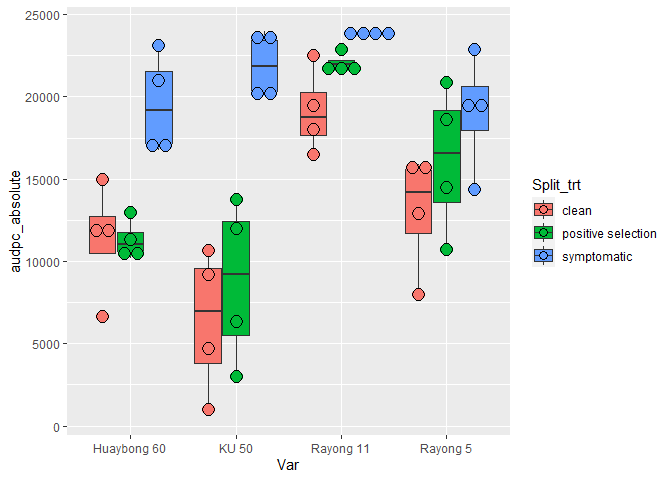 25000
20000
15000
10000
5000
0
audpc_absolute
Huaybong 60
KU 50
Rayong 11
Rayong 5
Var
Split_trt
clean
positive selection
symptomatic